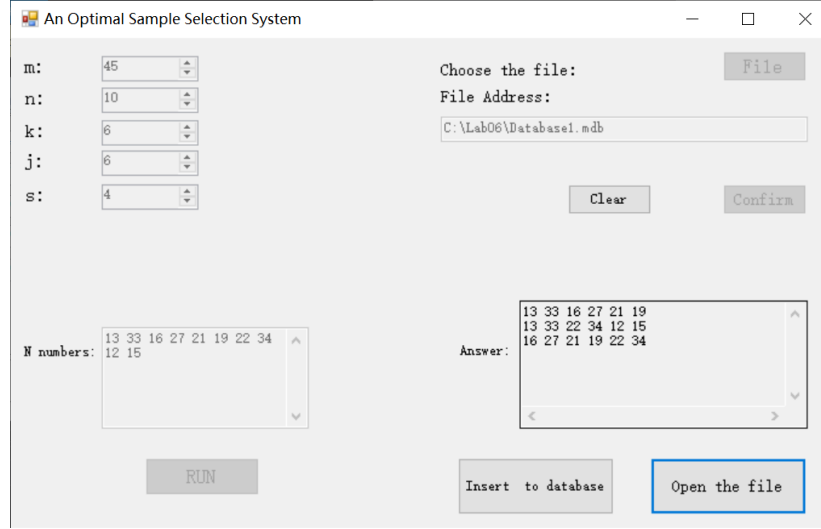 An Optimal Sample Selection System
m: 45
n: 10
k: 6
j: 6
s: 4
Choose the file: File
File Address:
C:\Lab06\Database1.mdb
Clear Confirm
N numbers: 13 33 16 27 21 19 22 34
12 15
Answer: 13 33 16 27 21 19
13 33 22 34 12 15
16 27 21 19 22 34
RUN
Insert to database
Open the file